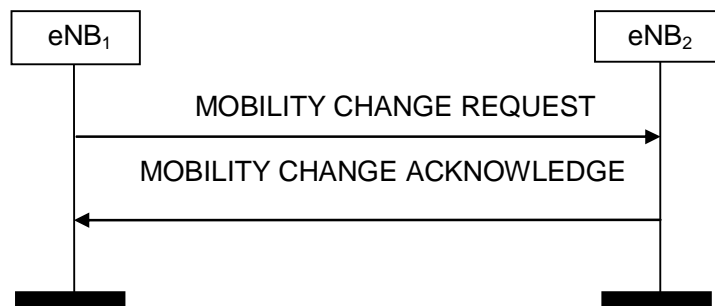 eNB₁ eNB₂
MOBILITY CHANGE REQUEST
MOBILITY CHANGE ACKNOWLEDGE